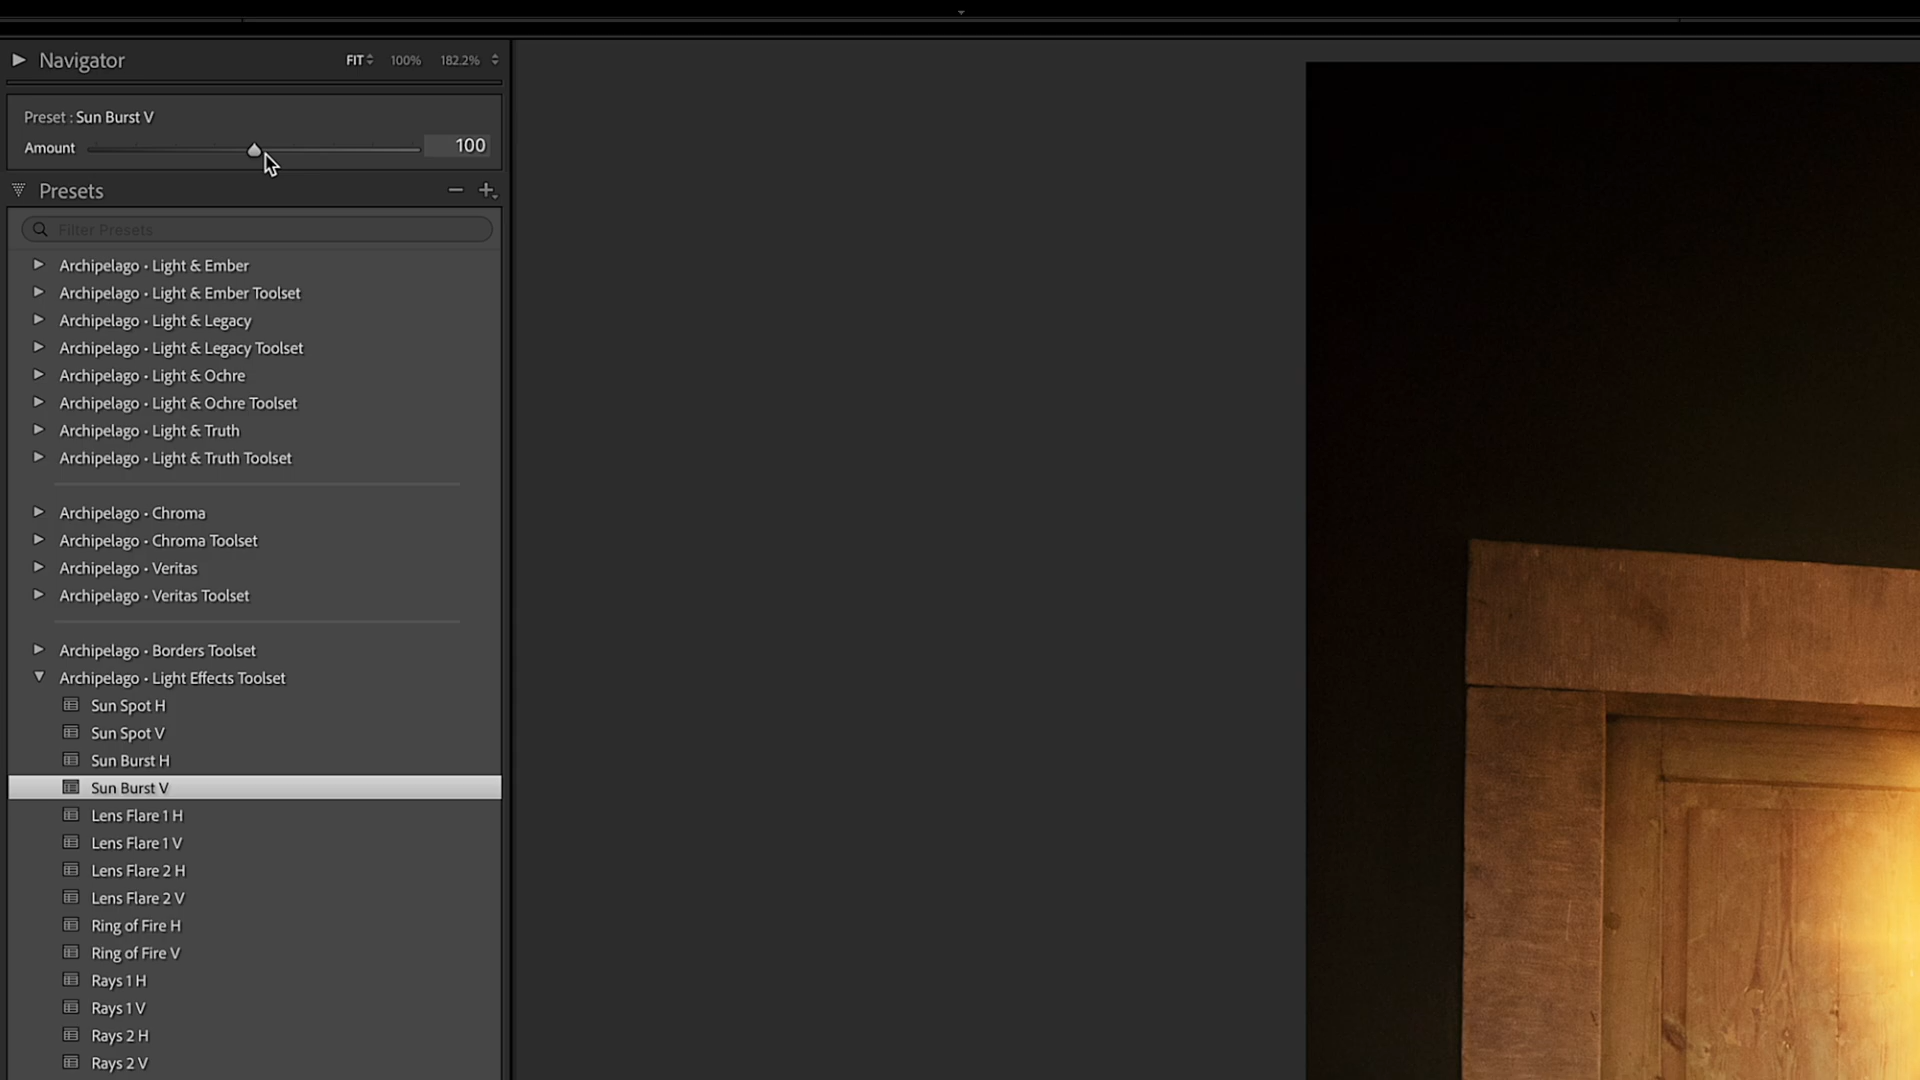 Navigator FIT 100% 182.2%
Preset : Sun Burst V
Amount 100
Presets
Filter Presets
Archipelago • Light & Ember
Archipelago • Light & Ember Toolset
Archipelago • Light & Legacy
Archipelago • Light & Legacy Toolset
Archipelago • Light & Ochre
Archipelago • Light & Ochre Toolset
Archipelago • Light & Truth
Archipelago • Light & Truth Toolset
Archipelago • Chroma
Archipelago • Chroma Toolset
Archipelago • Veritas
Archipelago • Veritas Toolset
Archipelago • Borders Toolset
Archipelago • Light Effects Toolset
Sun Spot H
Sun Spot V
Sun Burst H
Sun Burst V
Lens Flare 1 H
Lens Flare 1 V
Lens Flare 2 H
Lens Flare 2 V
Ring of Fire H
Ring of Fire V
Rays 1 H
Rays 1 V
Rays 2 H
Rays 2 V